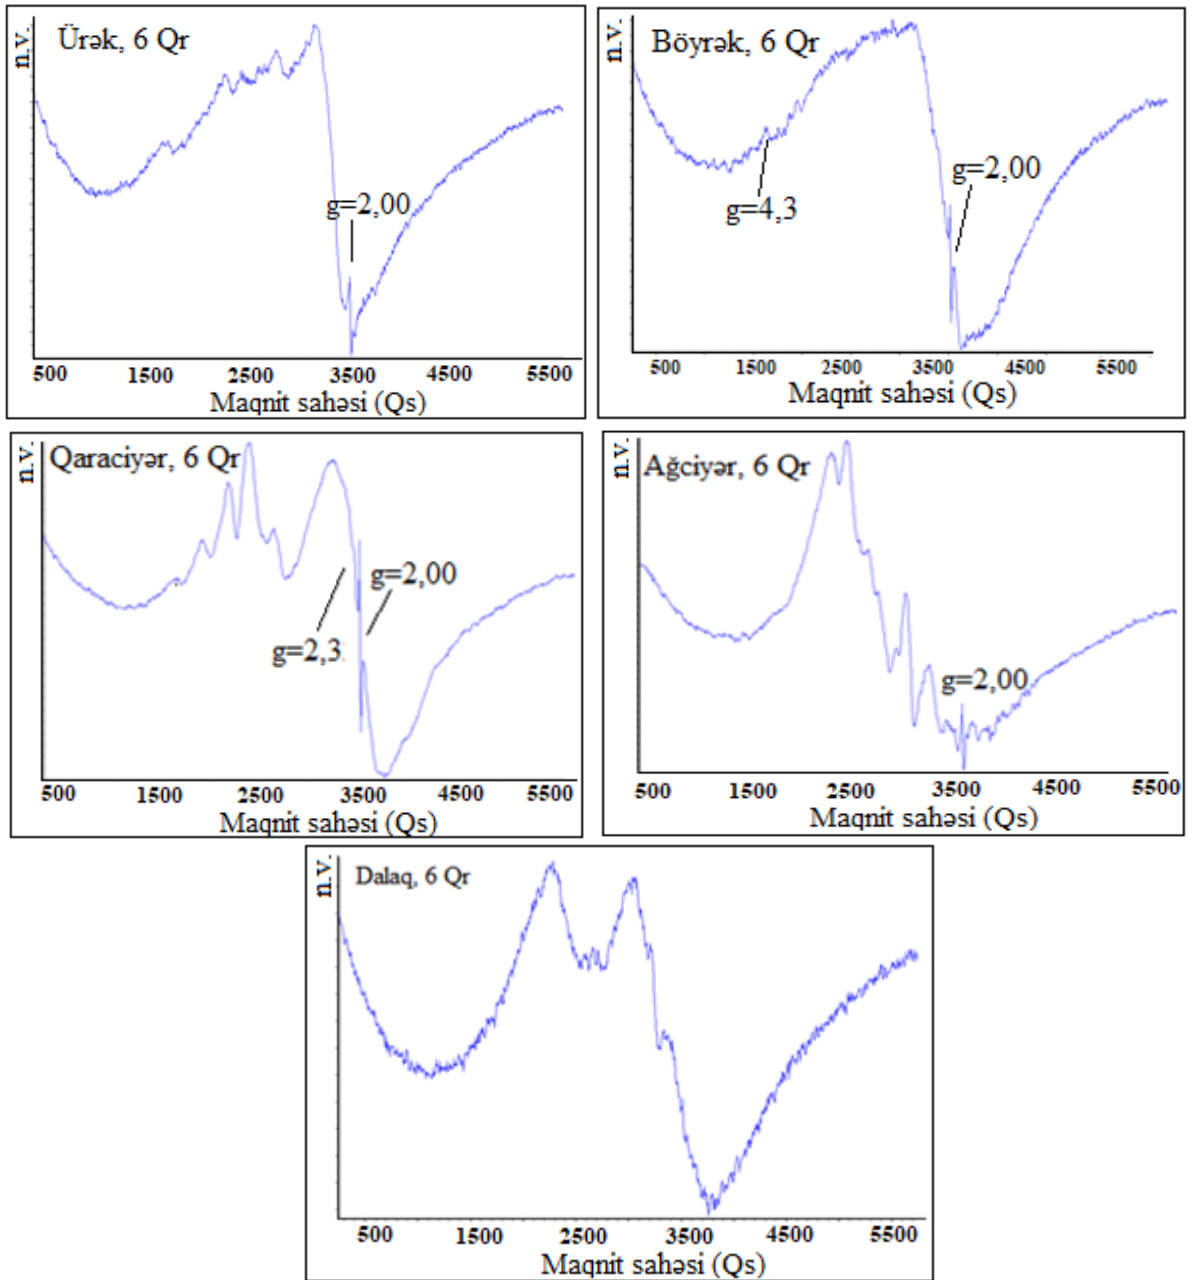 n.v.
Ürək, 6 Qr
g=2,00
500 1500 2500 3500 4500 5500
Maqnit sahəsi (Qs)
n.v.
Böyrək, 6 Qr
g=2,00
g=4,3
500 1500 2500 3500 4500 5500
Maqnit sahəsi (Qs)
n.v.
Qaraciyər, 6 Qr
g=2,00
g=2,3
500 1500 2500 3500 4500 5500
Maqnit sahəsi (Qs)
n.v.
Ağciyər, 6 Qr
g=2,00
500 1500 2500 3500 4500 5500
Maqnit sahəsi (Qs)
n.v.
Dalaq, 6 Qr
500 1500 2500 3500 4500 5500
Maqnit sahəsi (Qs)